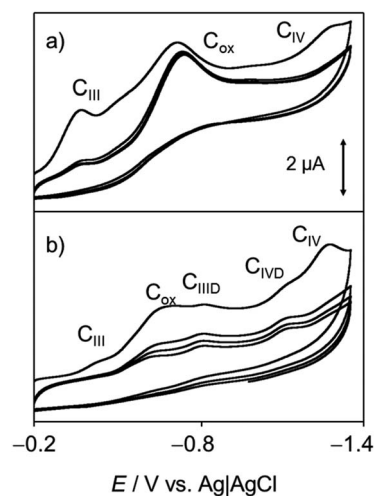 a)
C_III
C_ox
C_IV
2 µA
b)
C_III
C_ox
C_IIID
C_IVD
C_IV
−0.2 −0.8 −1.4
E / V vs. Ag|AgCl